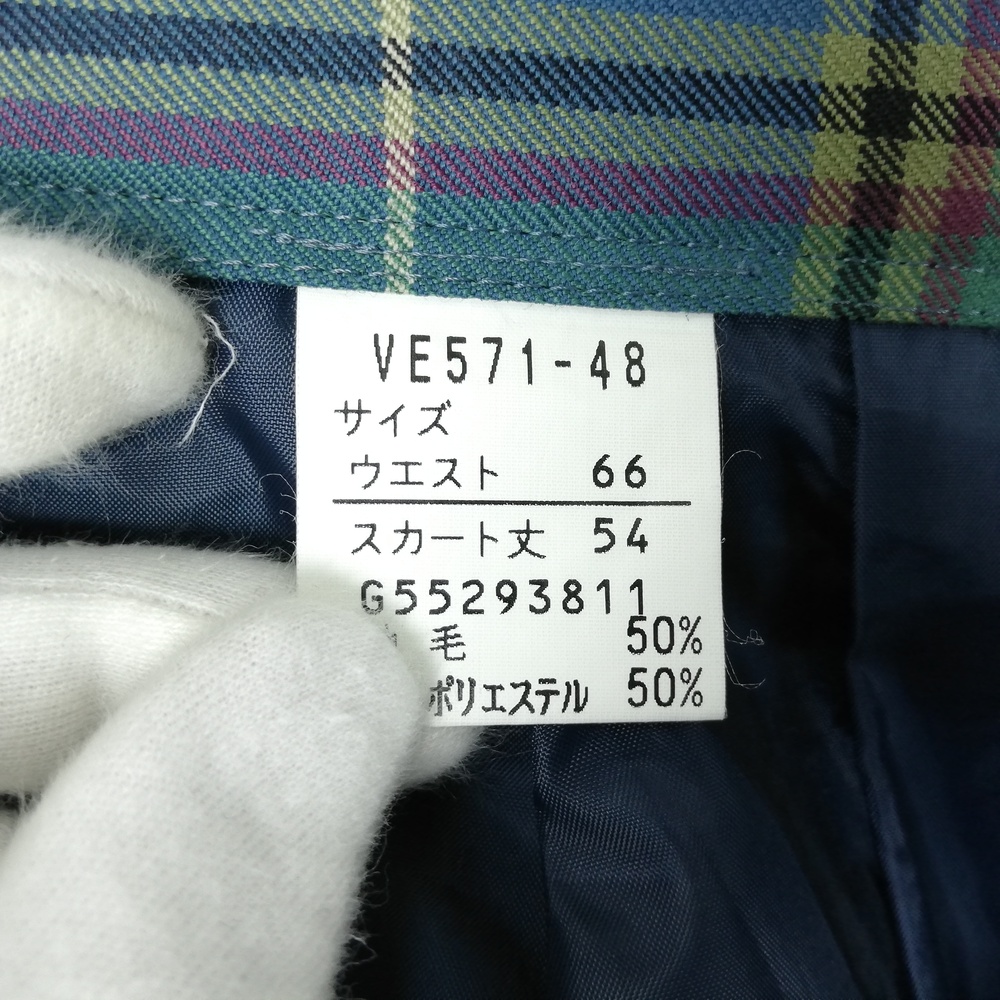 VE571-48
サイズ
ウエスト 66
スカート丈 54
G55293811
毛 50%
ポリエステル 50%